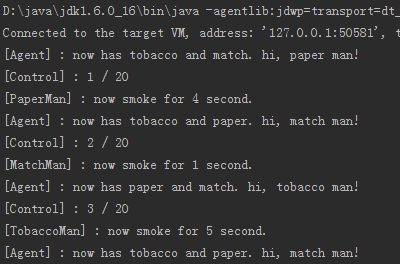 D:\java\jdk1.6.0_16\bin\java -agentlib:jdwp=transport=dt_
Connected to the target VM, address: '127.0.0.1:50581', t
[Agent] : now has tobacco and match. hi, paper man!
[Control] : 1 / 20
[PaperMan] : now smoke for 4 second.
[Agent] : now has tobacco and paper. hi, match man!
[Control] : 2 / 20
[MatchMan] : now smoke for 1 second.
[Agent] : now has paper and match. hi, tobacco man!
[Control] : 3 / 20
[TobaccoMan] : now smoke for 5 second.
[Agent] : now has tobacco and paper. hi, match man!